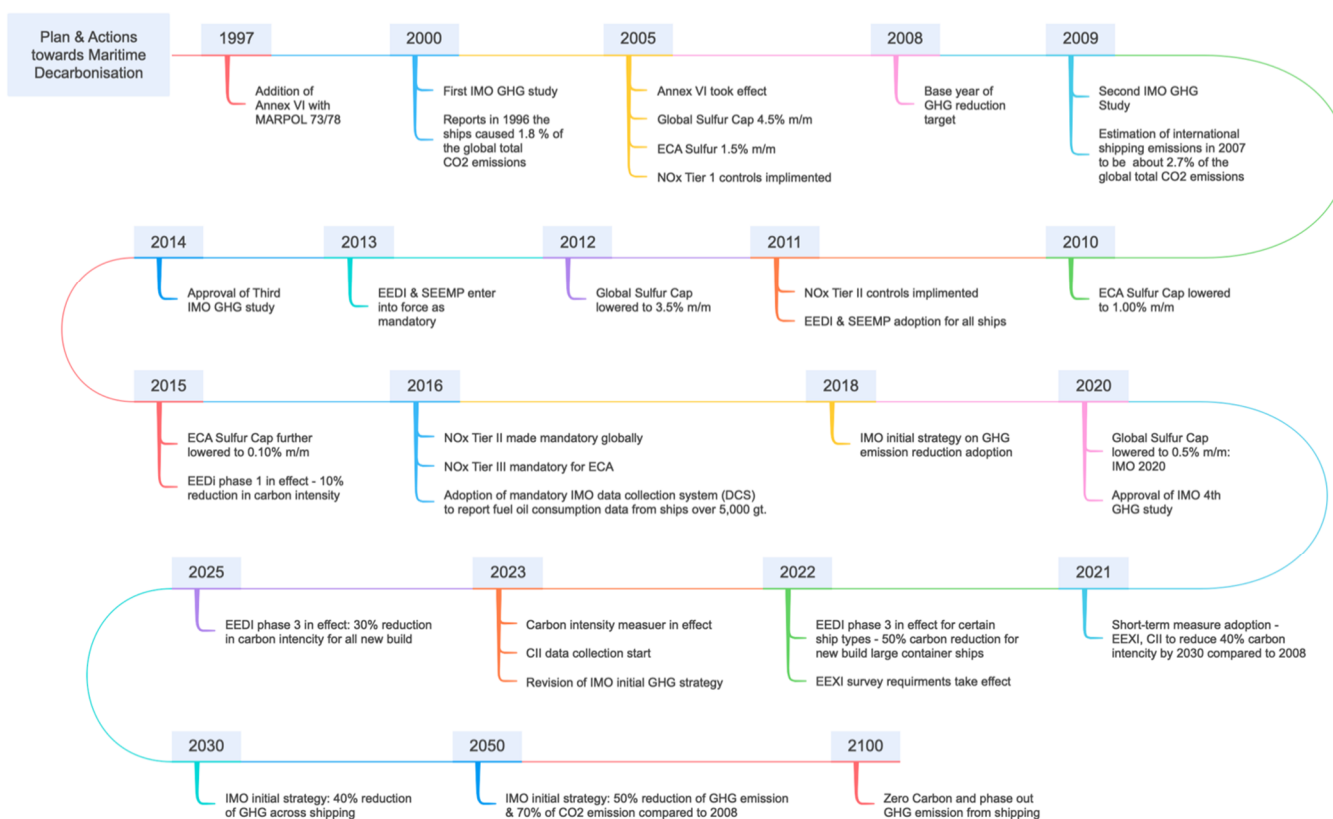 Plan & Actions
towards Maritime
Decarbonisation
1997
Addition of
Annex VI with
MARPOL 73/78
2000
First IMO GHG study
Reports in 1996 the
ships caused 1.8 % of
the global total
CO2 emissions
2005
Annex VI took effect
Global Sulfur Cap 4.5% m/m
ECA Sulfur 1.5% m/m
NOx Tier 1 controls implimented
2008
Base year of
GHG reduction
target
2009
Second IMO GHG
Study
Estimation of international
shipping emissions in 2007
to be about 2.7% of the
global total CO2 emissions
2010
ECA Sulfur Cap lowered
to 1.00% m/m
2011
NOx Tier II controls implimented
EEDI & SEEMP adoption for all ships
2012
Global Sulfur Cap
lowered to 3.5% m/m
2013
EEDI & SEEMP enter
into force as
mandatory
2014
Approval of Third
IMO GHG study
2015
ECA Sulfur Cap further
lowered to 0.10% m/m
EEDi phase 1 in effect - 10%
reduction in carbon intensity
2016
NOx Tier II made mandatory globally
NOx Tier III mandatory for ECA
Adoption of mandatory IMO data collection system (DCS)
to report fuel oil consumption data from ships over 5,000 gt.
2018
IMO initial strategy on GHG
emission reduction adoption
2020
Global Sulfur Cap
lowered to 0.5% m/m:
IMO 2020
Approval of IMO 4th
GHG study
2021
Short-term measure adoption -
EEXI, CII to reduce 40% carbon
intencity by 2030 compared to 2008
2022
EEDI phase 3 in effect for certain
ship types - 50% carbon reduction for
new build large container ships
EEXI survey requirments take effect
2023
Carbon intensity measuer in effect
CII data collection start
Revision of IMO initial GHG strategy
2025
EEDI phase 3 in effect: 30% reduction
in carbon intencity for all new build
2030
IMO initial strategy: 40% reduction
of GHG across shipping
2050
IMO initial strategy: 50% reduction of GHG emission
& 70% of CO2 emission compared to 2008
2100
Zero Carbon and phase out
GHG emission from shipping